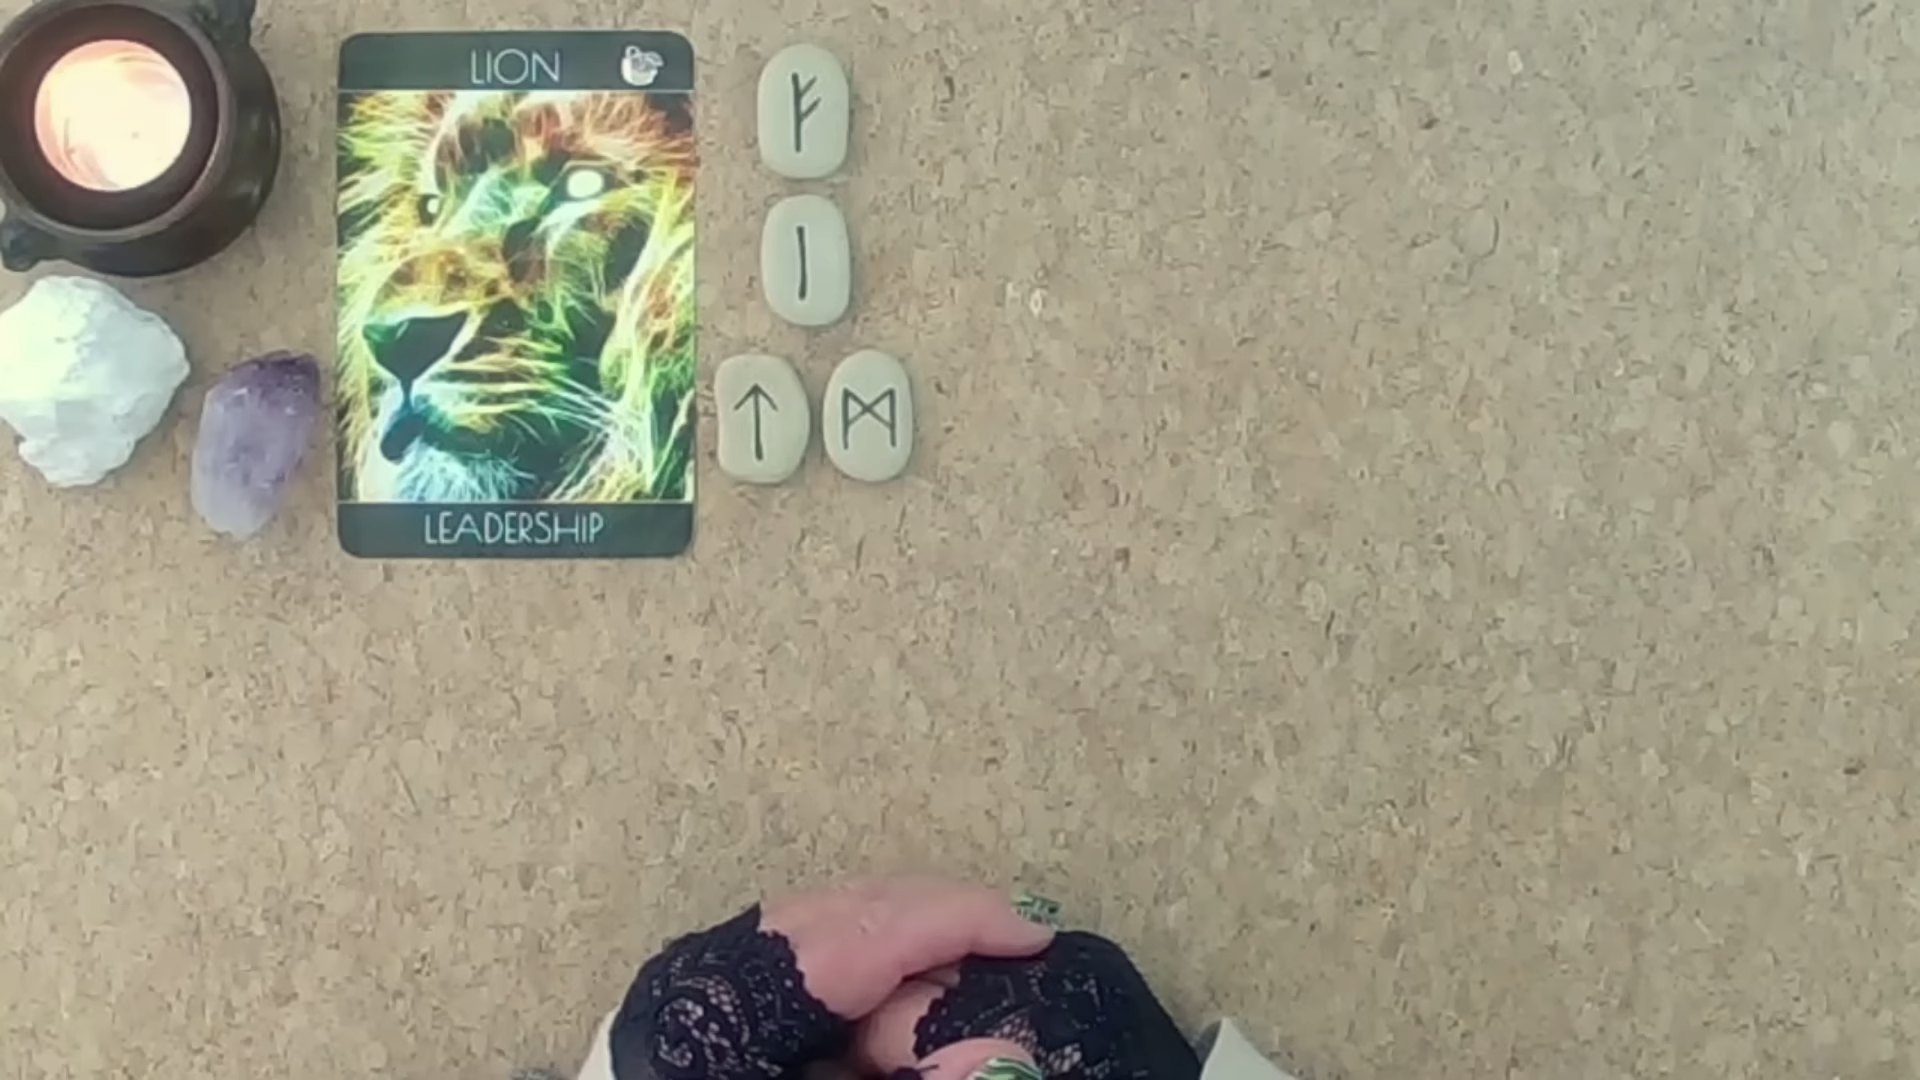 LION
ᚠ
ᛁ
ᛏ ᛗ
LEADERSHIP